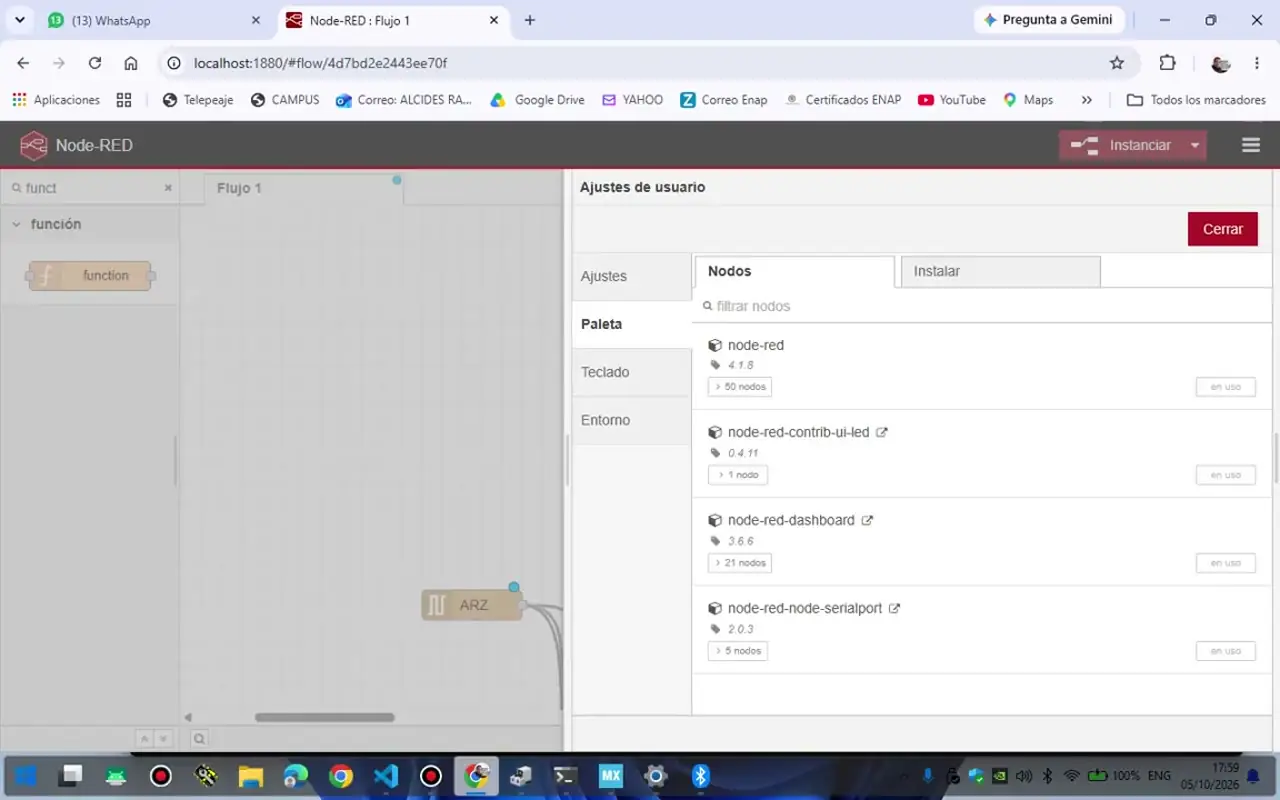 13
(13) WhatsApp
Node-RED : Flujo 1
Pregunta a Gemini
localhost:1880/#flow/4d7bd2e2443ee70f
Aplicaciones
Telepeaje
CAMPUS
Correo: ALCIDES RA...
Google Drive
YAHOO
Z
Correo Enap
Certificados ENAP
YouTube
Maps
Todos los marcadores
Node-RED
Instanciar
funct
Flujo 1
Ajustes de usuario
función
Cerrar
function
Ajustes
Paleta
Teclado
Entorno
Nodos
Instalar
filtrar nodos
node-red
4.1.8
50 nodos
en uso
node-red-contrib-ui-led
0.4.11
1 nodo
en uso
node-red-dashboard
3.6.6
21 nodos
en uso
node-red-node-serialport
2.0.3
5 nodos
en uso
ARZ
MX
100%
ENG
17:59
05/10/2026